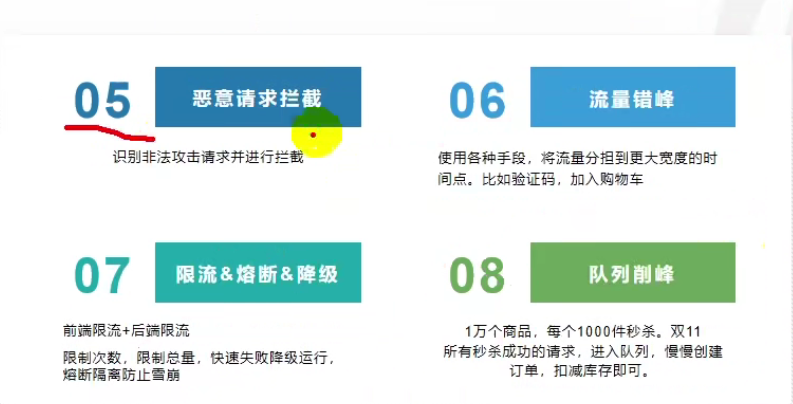 05 恶意请求拦截
识别非法攻击请求并进行拦截
06 流量错峰
使用各种手段，将流量分担到更大宽度的时
间点。比如验证码，加入购物车
07 限流&熔断&降级
前端限流+后端限流
限制次数，限制总量，快速失败降级运行，
熔断隔离防止雪崩
08 队列削峰
1万个商品，每个1000件秒杀。双11
所有秒杀成功的请求，进入队列，慢慢创建
订单，扣减库存即可。